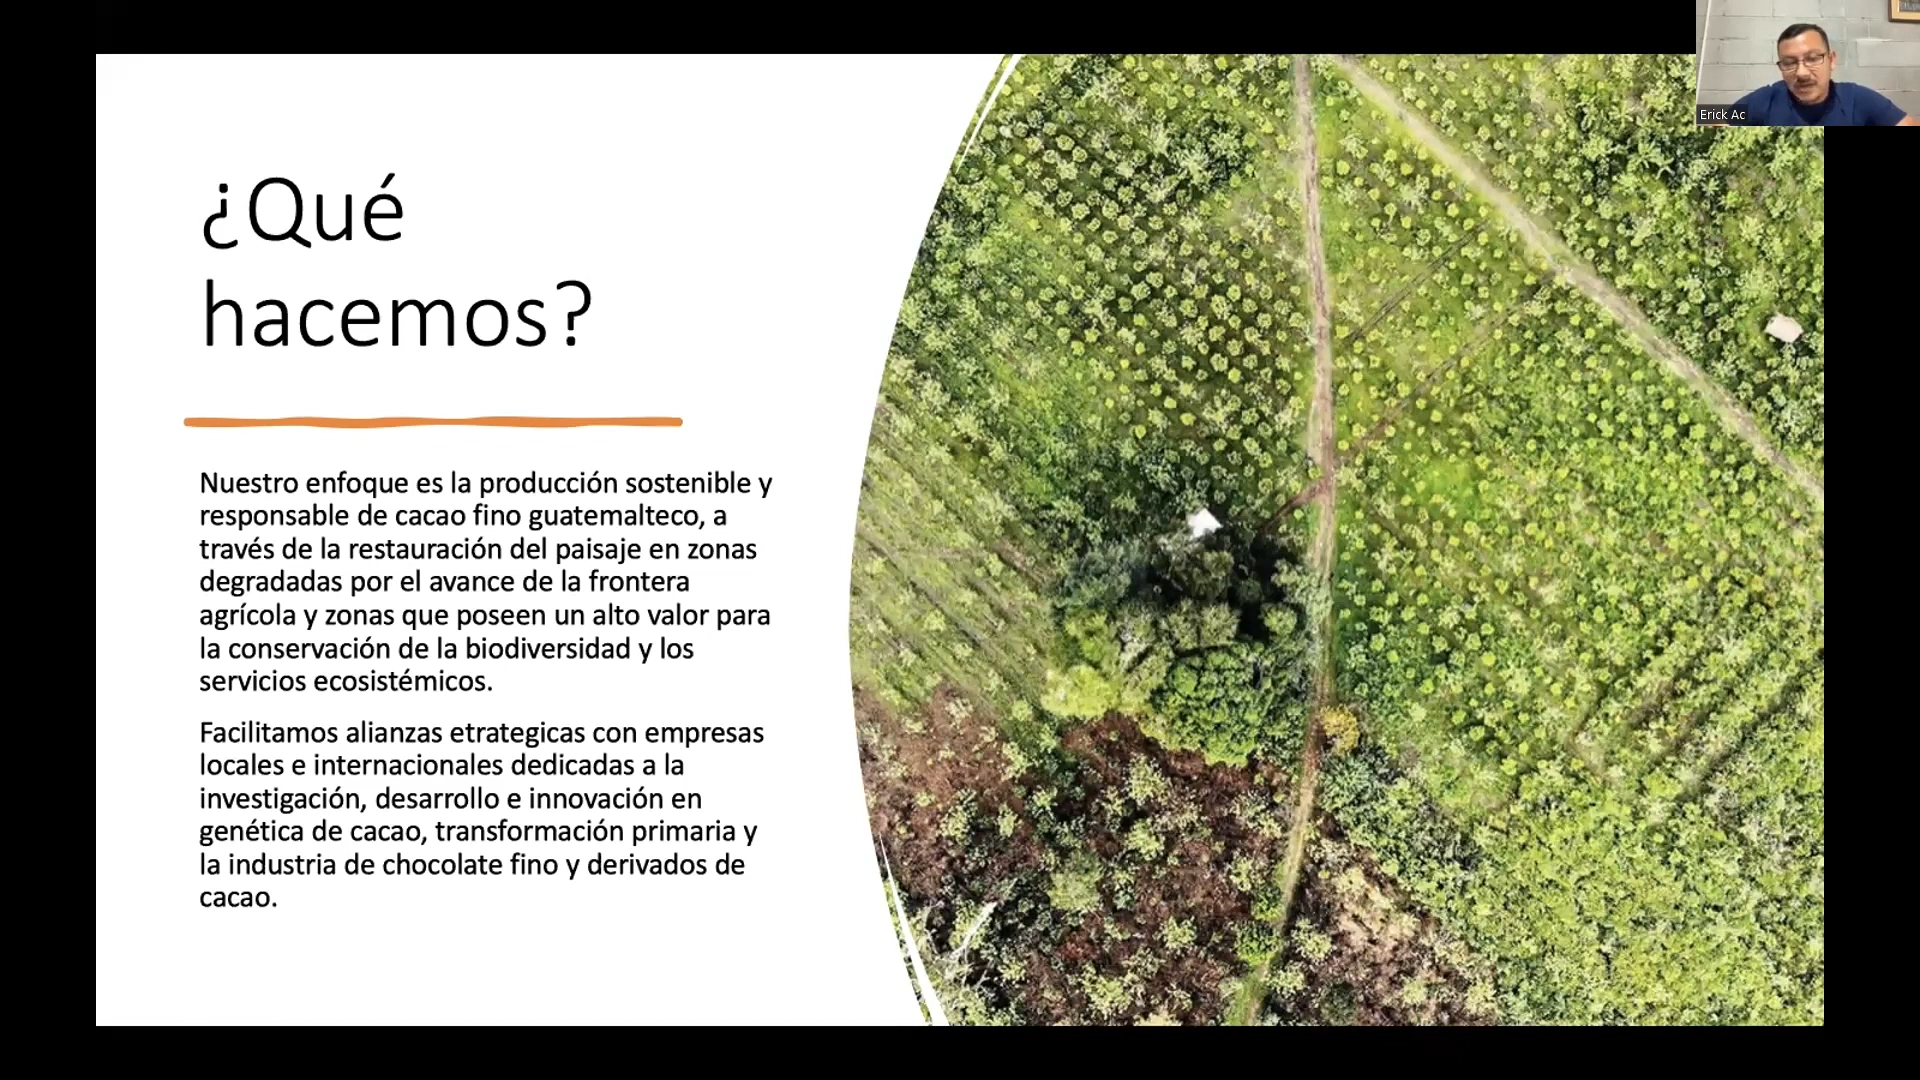 Erick Ac
¿Qué
hacemos?
Nuestro enfoque es la producción sostenible y
responsable de cacao fino guatemalteco, a
través de la restauración del paisaje en zonas
degradadas por el avance de la frontera
agrícola y zonas que poseen un alto valor para
la conservación de la biodiversidad y los
servicios ecosistémicos.
Facilitamos alianzas etrategicas con empresas
locales e internacionales dedicadas a la
investigación, desarrollo e innovación en
genética de cacao, transformación primaria y
la industria de chocolate fino y derivados de
cacao.